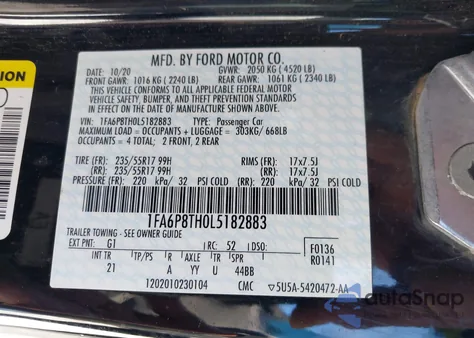 MFD. BY FORD MOTOR CO.
DATE: 10/20 GVWR: 2050 KG ( 4520 LB)
FRONT GAWR: 1016 KG ( 2240 LB) REAR GAWR: 1061 KG ( 2340 LB)
THIS VEHICLE CONFORMS TO ALL APPLICABLE FEDERAL MOTOR
VEHICLE SAFETY, BUMPER, AND THEFT PREVENTION STANDARDS
IN EFFECT ON THE DATE OF MANUFACTURE SHOWN ABOVE.
VIN: 1FA6P8TH0L5182883 TYPE: Passenger Car
MAXIMUM LOAD = OCCUPANTS + LUGGAGE = 303KG/ 668LB
OCCUPANTS = 4 TOTAL; 2 FRONT, 2 REAR
TIRE (FR): 235/55R17 99H RIMS (FR): 17x7.5J
TIRE (RR): 235/55R17 99H (RR): 17x7.5J
PRESSURE (FR): 220 kPa/ 32 PSI COLD (RR): 220 kPa/ 32 PSI COLD
1FA6P8TH0L5182883
TRAILER TOWING - SEE OWNER GUIDE
EXT PNT: G1 RC: 52 DSO: F0136
R0141
INT TR A TR SPR
21 A YY U 44BB
1202010230104 CMC 5U5A-5420472-AA
autoSnap